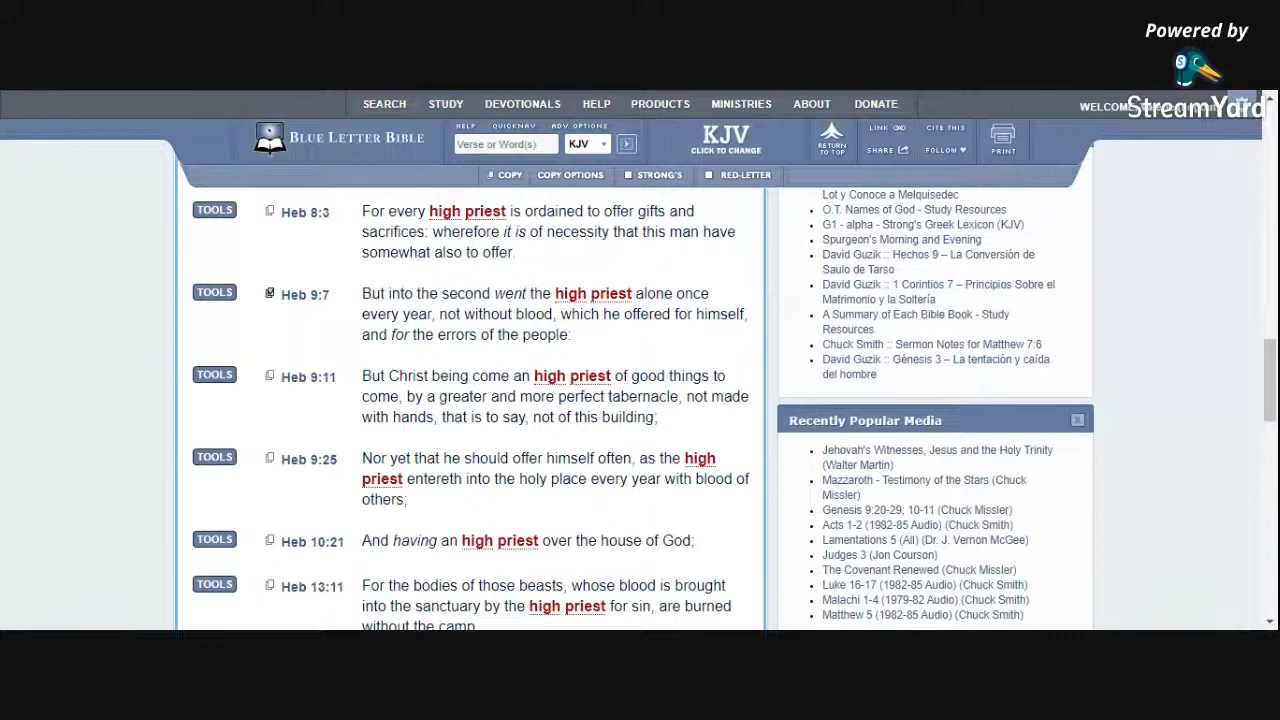 Powered by
StreamYard
SEARCH STUDY DEVOTIONALS HELP PRODUCTS MINISTRIES ABOUT DONATE WELCOME
BLUE LETTER BIBLE
HELP QUICKNAV ADV. OPTIONS
Verse or Word(s) KJV
KJV
CLICK TO CHANGE
RETURN
TO TOP
LINK CITE THIS
SHARE FOLLOW
PRINT
COPY COPY OPTIONS STRONG'S RED-LETTER
TOOLS Heb 8:3 For every high priest is ordained to offer gifts and
sacrifices: wherefore it is of necessity that this man have
somewhat also to offer.
TOOLS Heb 9:7 But into the second went the high priest alone once
every year, not without blood, which he offered for himself,
and for the errors of the people:
TOOLS Heb 9:11 But Christ being come an high priest of good things to
come, by a greater and more perfect tabernacle, not made
with hands, that is to say, not of this building;
TOOLS Heb 9:25 Nor yet that he should offer himself often, as the high
priest entereth into the holy place every year with blood of
others;
TOOLS Heb 10:21 And having an high priest over the house of God;
TOOLS Heb 13:11 For the bodies of those beasts, whose blood is brought
into the sanctuary by the high priest for sin, are burned
without the camp
Lot y Conoce a Melquisedec
O.T. Names of God - Study Resources
G1 - alpha - Strong's Greek Lexicon (KJV)
Spurgeon's Morning and Evening
David Guzik :: Hechos 9 – La Conversión de
Saulo de Tarso
David Guzik :: 1 Corintios 7 – Principios Sobre el
Matrimonio y la Soltería
A Summary of Each Bible Book - Study
Resources
Chuck Smith :: Sermon Notes for Matthew 7:6
David Guzik :: Génesis 3 – La tentación y caída
del hombre
Recently Popular Media
Jehovah's Witnesses, Jesus and the Holy Trinity
(Walter Martin)
Mazzaroth - Testimony of the Stars (Chuck
Missler)
Genesis 9:20-29; 10-11 (Chuck Missler)
Acts 1-2 (1982-85 Audio) (Chuck Smith)
Lamentations 5 (All) (Dr. J. Vernon McGee)
Judges 3 (Jon Courson)
The Covenant Renewed (Chuck Missler)
Luke 16-17 (1982-85 Audio) (Chuck Smith)
Malachi 1-4 (1979-82 Audio) (Chuck Smith)
Matthew 5 (1982-85 Audio) (Chuck Smith)